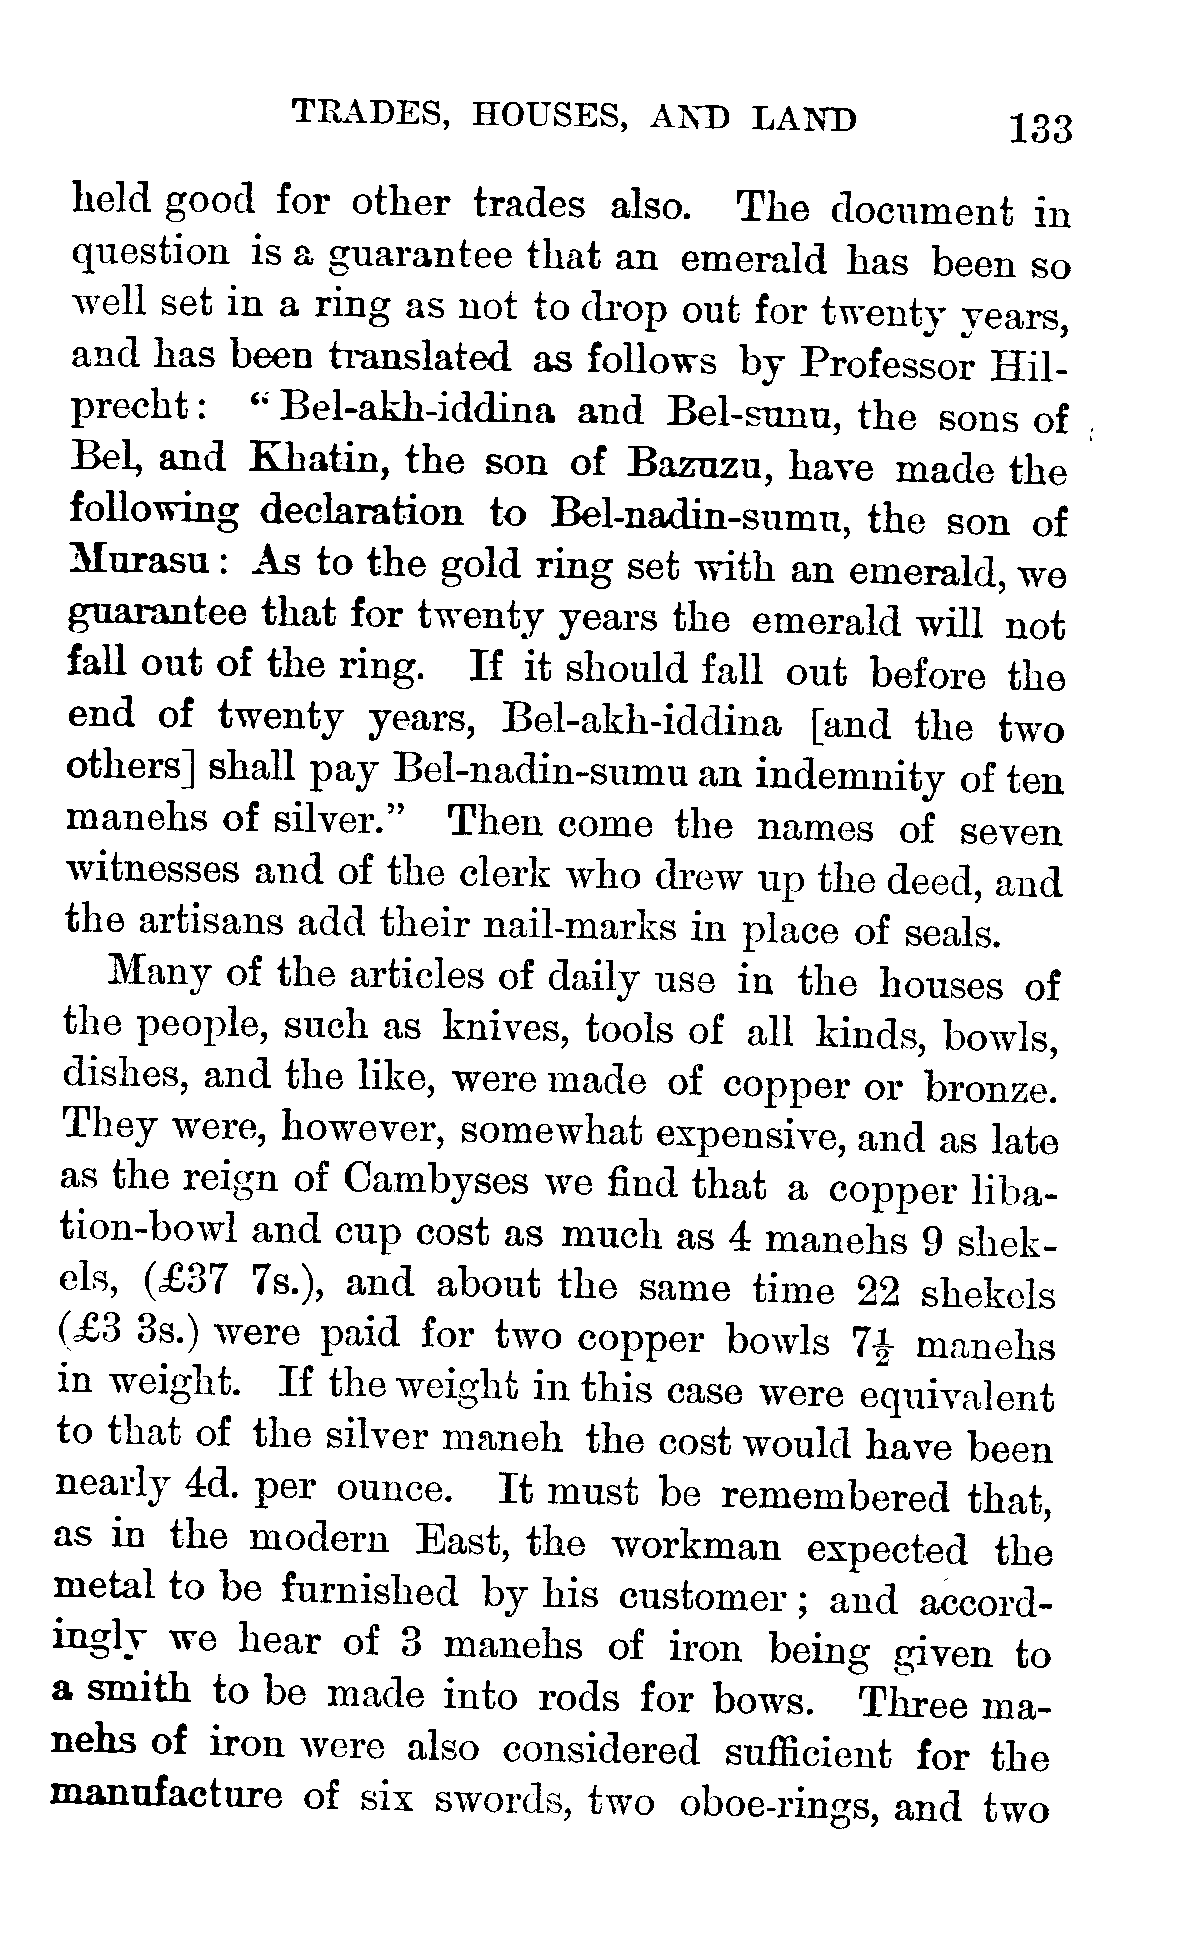 TRADES, HOUSES, AND LAND 133
held good for other trades also. The document in
question is a guarantee that an emerald has been so
well set in a ring as not to drop out for twenty years,
and has been translated as follows by Professor Hil-
precht: “Bel-akh-iddina and Bel-sunu, the sons of
Bel, and Khatin, the son of Bazuzu, have made the
following declaration to Bel-nadin-sumu, the son of
Murasu: As to the gold ring set with an emerald, we
guarantee that for twenty years the emerald will not
fall out of the ring. If it should fall out before the
end of twenty years, Bel-akh-iddina [and the two
others] shall pay Bel-nadin-sumu an indemnity of ten
manehs of silver.” Then come the names of seven
witnesses and of the clerk who drew up the deed, and
the artisans add their nail-marks in place of seals.
Many of the articles of daily use in the houses of
the people, such as knives, tools of all kinds, bowls,
dishes, and the like, were made of copper or bronze.
They were, however, somewhat expensive, and as late
as the reign of Cambyses we find that a copper liba-
tion-bowl and cup cost as much as 4 manehs 9 shek-
els, (£37 7s.), and about the same time 22 shekels
(£3 3s.) were paid for two copper bowls 7½ manehs
in weight. If the weight in this case were equivalent
to that of the silver maneh the cost would have been
nearly 4d. per ounce. It must be remembered that,
as in the modern East, the workman expected the
metal to be furnished by his customer; and accord-
ingly we hear of 3 manehs of iron being given to
a smith to be made into rods for bows. Three ma-
nehs of iron were also considered sufficient for the
manufacture of six swords, two oboe-rings, and two